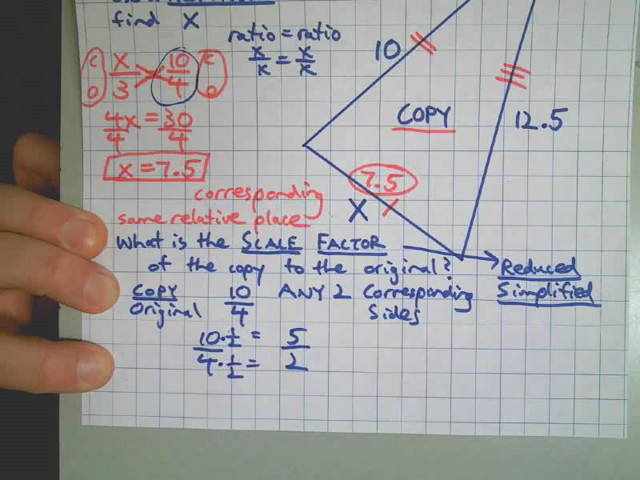 find X
ratio = ratio
x/k = x/k
C x/3 10/4 C
O O
4x/4 = 30/4
x = 7.5
10
COPY
12.5
7.5
X X
corresponding
same relative place
What is the SCALE FACTOR
of the copy to the original?
Reduced
Simplified
COPY/Original 10/4 ANY 2 Corresponding
Sides
10·1/2 = 5
4·1/2 = 2